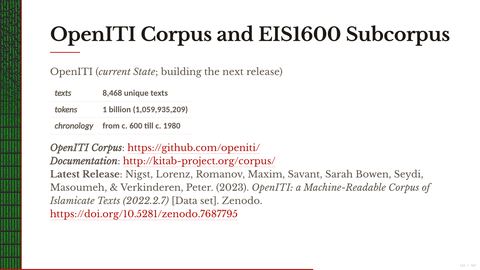 OpenITI Corpus and EIS1600 Subcorpus
OpenITI (current State; building the next release)
texts 8,468 unique texts
tokens 1 billion (1,059,935,209)
chronology from c. 600 till c. 1980
OpenITI Corpus: https://github.com/openiti/
Documentation: http://kitab-project.org/corpus/
Latest Release: Nigst, Lorenz, Romanov, Maxim, Savant, Sarah Bowen, Seydi,
Masoumeh, & Verkinderen, Peter. (2023). OpenITI: a Machine-Readable Corpus of
Islamicate Texts (2022.2.7) [Data set]. Zenodo.
https://doi.org/10.5281/zenodo.7687795